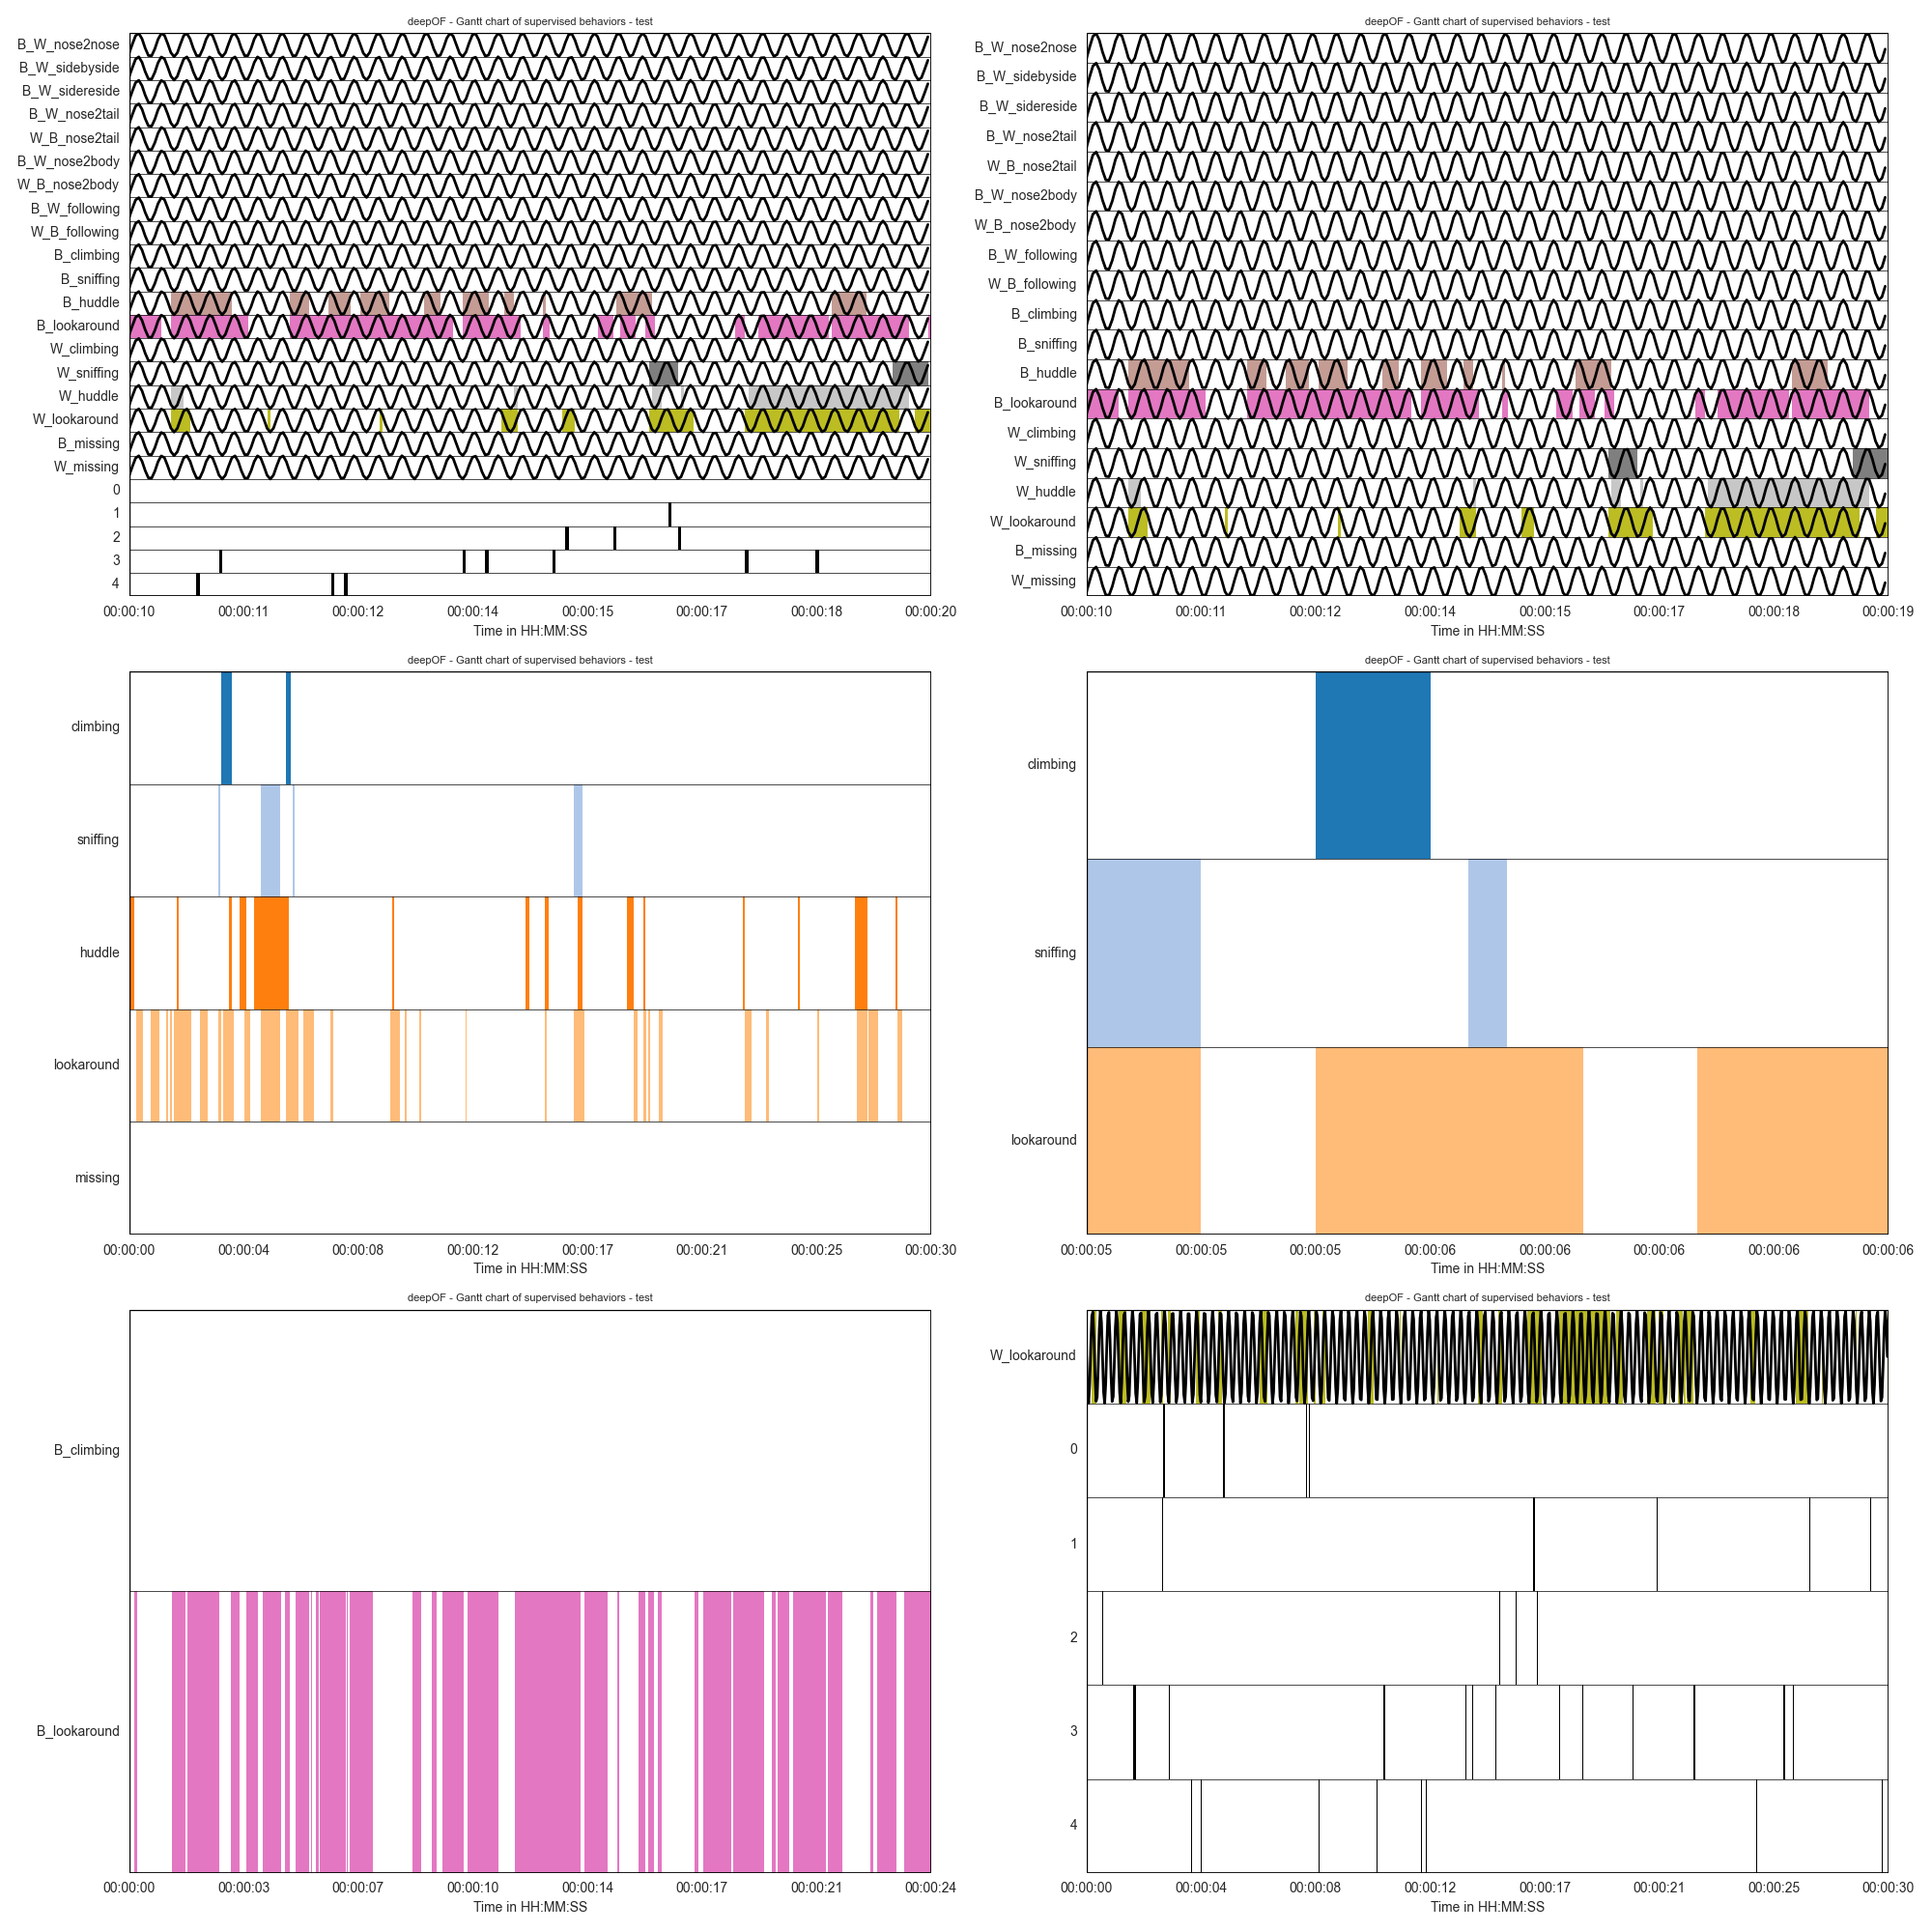 deepOF - Gantt chart of supervised behaviors - test
B_W_nose2nose
B_W_sidebyside
B_W_sidereside
B_W_nose2tail
W_B_nose2tail
B_W_nose2body
W_B_nose2body
B_W_following
W_B_following
B_climbing
B_sniffing
B_huddle
B_lookaround
W_climbing
W_sniffing
W_huddle
W_lookaround
B_missing
W_missing
0
1
2
3
4
00:00:10 00:00:11 00:00:12 00:00:14 00:00:15 00:00:17 00:00:18 00:00:20
Time in HH:MM:SS
deepOF - Gantt chart of supervised behaviors - test
B_W_nose2nose
B_W_sidebyside
B_W_sidereside
B_W_nose2tail
W_B_nose2tail
B_W_nose2body
W_B_nose2body
B_W_following
W_B_following
B_climbing
B_sniffing
B_huddle
B_lookaround
W_climbing
W_sniffing
W_huddle
W_lookaround
B_missing
W_missing
00:00:10 00:00:11 00:00:12 00:00:14 00:00:15 00:00:17 00:00:18 00:00:19
Time in HH:MM:SS
deepOF - Gantt chart of supervised behaviors - test
climbing
sniffing
huddle
lookaround
missing
00:00:00 00:00:04 00:00:08 00:00:12 00:00:17 00:00:21 00:00:25 00:00:30
Time in HH:MM:SS
deepOF - Gantt chart of supervised behaviors - test
climbing
sniffing
lookaround
00:00:05 00:00:05 00:00:05 00:00:06 00:00:06 00:00:06 00:00:06 00:00:06
Time in HH:MM:SS
deepOF - Gantt chart of supervised behaviors - test
B_climbing
B_lookaround
00:00:00 00:00:03 00:00:07 00:00:10 00:00:14 00:00:17 00:00:21 00:00:24
Time in HH:MM:SS
deepOF - Gantt chart of supervised behaviors - test
W_lookaround
0
1
2
3
4
00:00:00 00:00:04 00:00:08 00:00:12 00:00:17 00:00:21 00:00:25 00:00:30
Time in HH:MM:SS